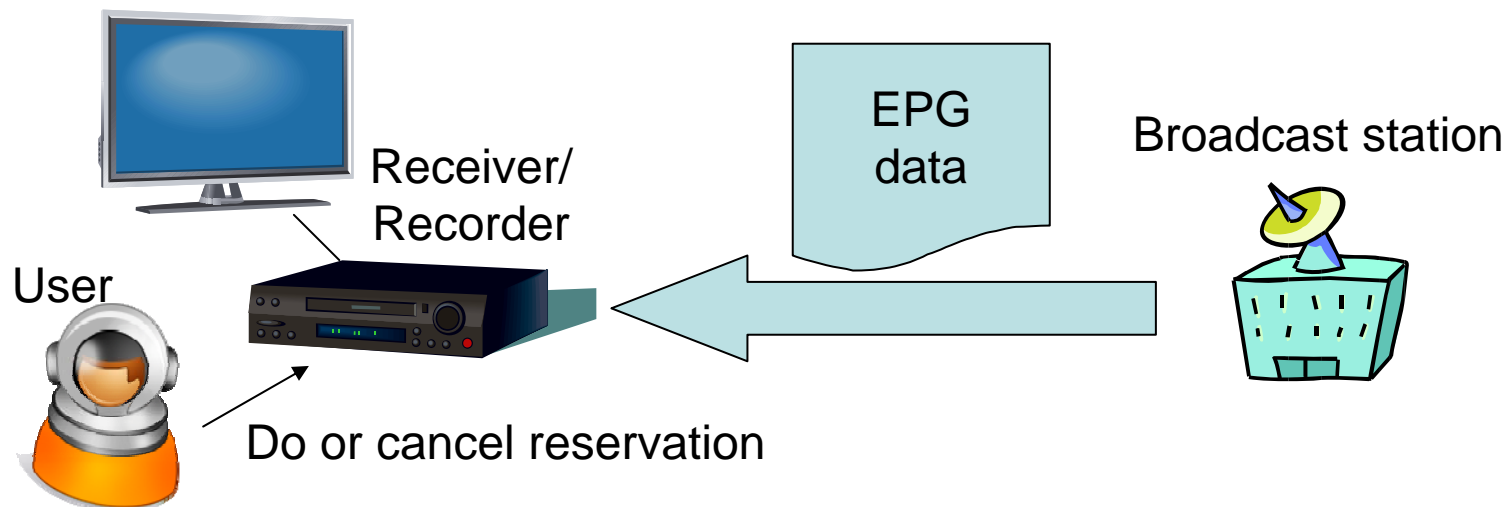 EPG
data
Broadcast station
Receiver/
Recorder
User
Do or cancel reservation